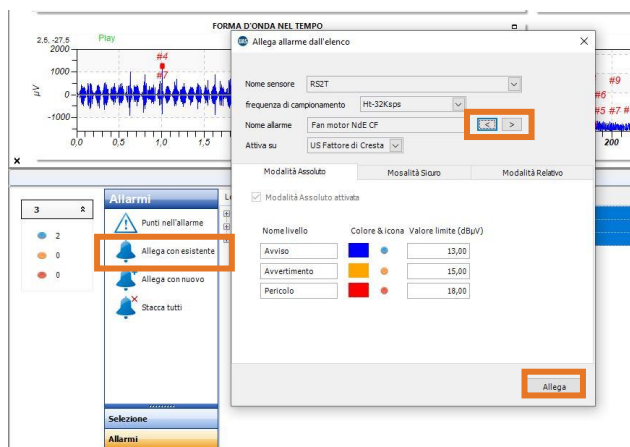 FORMA D'ONDA NEL TEMPO
2,5, -27,5
Play
µV
2000
1000
0
-1000
#4
#7
0,0 0,5 1,0 1,5
#9
#6
#5 #7 #
200
Allega allarme dall'elenco
Nome sensore RS2T
frequenza di campionamento Ht-32Ksps
Nome allarme Fan motor NdE CF < >
Attiva su US Fattore di Cresta
Modalità Assoluto Mosalità Sicuro Modalità Relativo
Modalità Assoluto attivata
Nome livello Colore & icona Valore limite (dBµV)
Avviso 13,00
Avvertimento 15,00
Pericolo 18,00
Allega
3
2
0
0
Allarmi
Punti nell'allarme
Allega con esistente
Allega con nuovo
Stacca tutti
Selezione
Allarmi